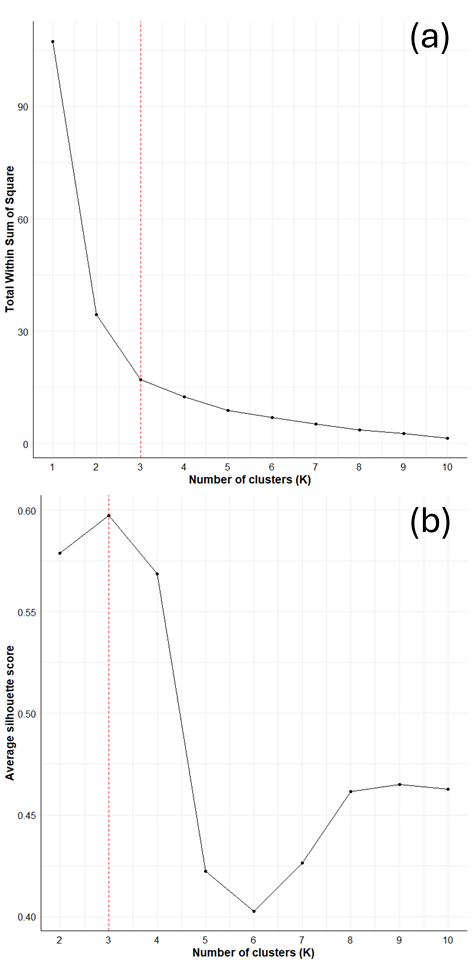 (a)
90
60
30
0
Total Within Sum of Square
1 2 3 4 5 6 7 8 9 10
Number of clusters (K)
(b)
0.60
0.55
0.50
0.45
0.40
Average silhouette score
2 3 4 5 6 7 8 9 10
Number of clusters (K)